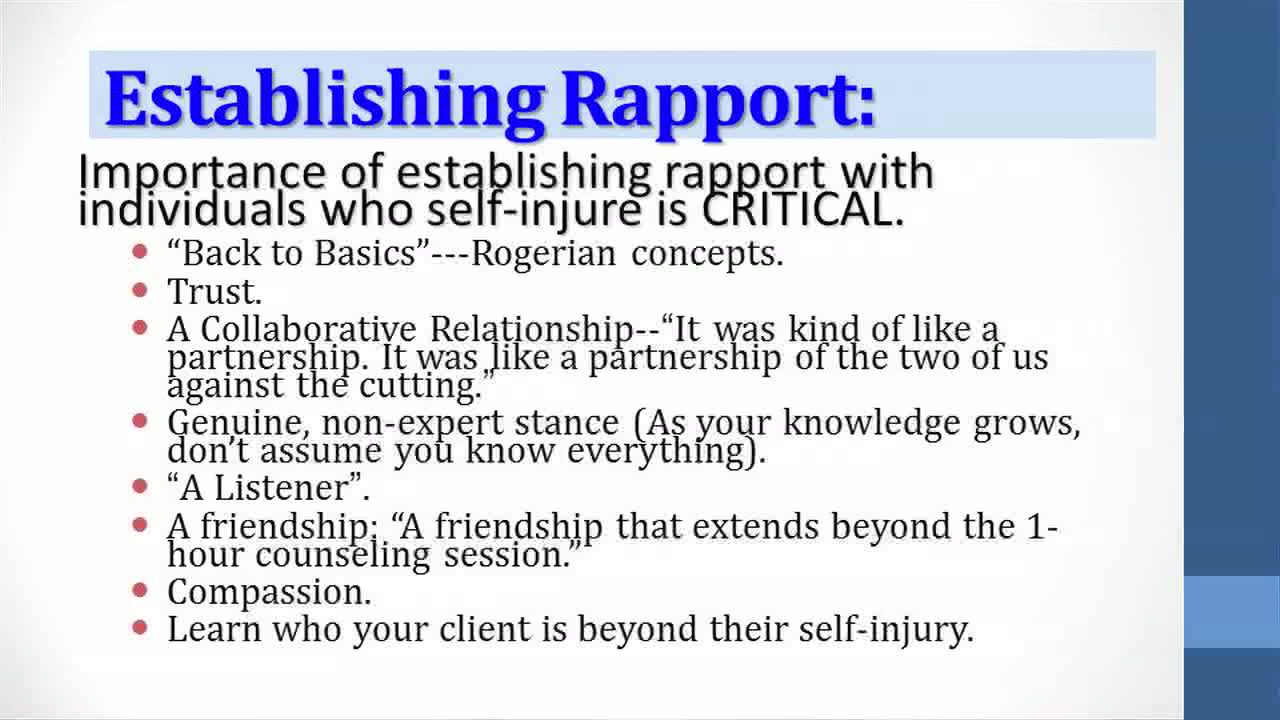 Establishing Rapport:
Importance of establishing rapport with
individuals who self-injure is CRITICAL.
• “Back to Basics”---Rogerian concepts.
• Trust.
• A Collaborative Relationship--“It was kind of like a
partnership. It was like a partnership of the two of us
against the cutting.”
• Genuine, non-expert stance (As your knowledge grows,
don’t assume you know everything).
• “A Listener”.
• A friendship: “A friendship that extends beyond the 1-
hour counseling session.”
• Compassion.
• Learn who your client is beyond their self-injury.